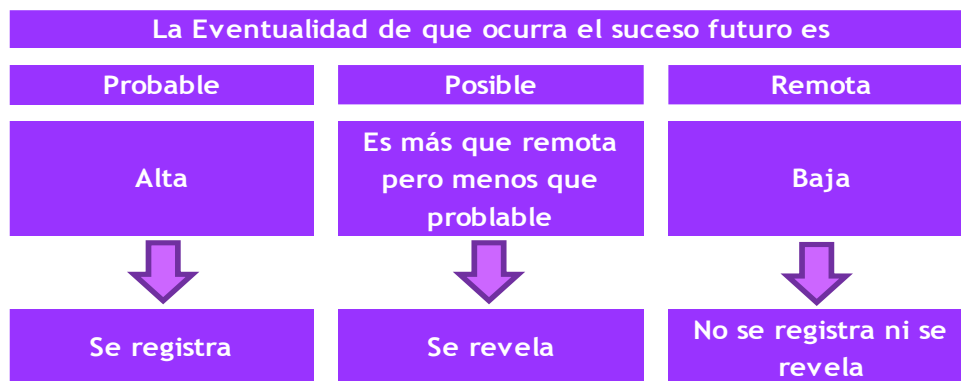 La Eventualidad de que ocurra el suceso futuro es
Probable
Posible
Remota
Alta
Es más que remota
pero menos que
problable
Baja
Se registra
Se revela
No se registra ni se
revela